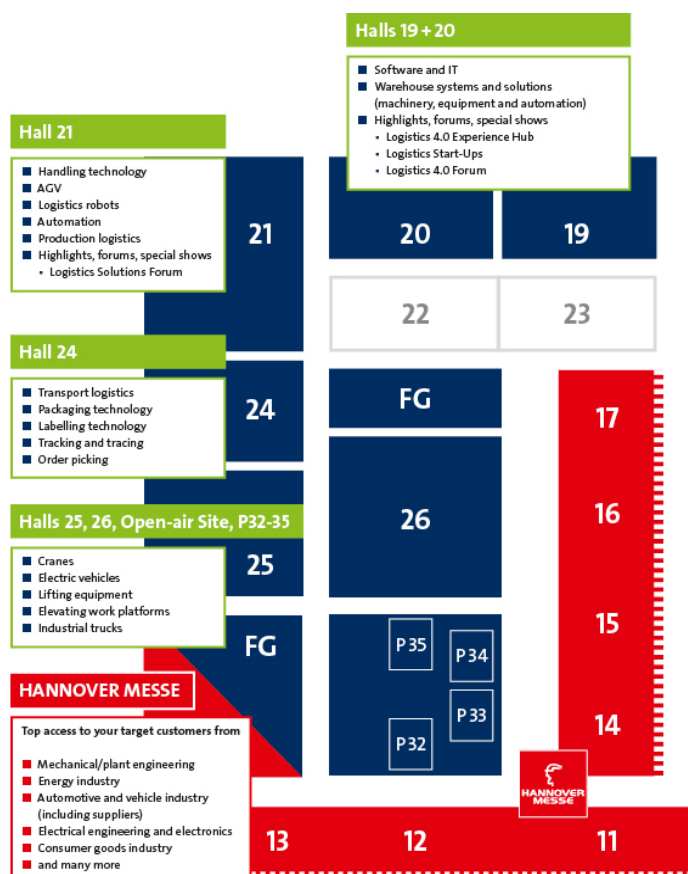 Halls 19 + 20
Software and IT
Warehouse systems and solutions
(machinery, equipment and automation)
Highlights, forums, special shows
Logistics 4.0 Experience Hub
Logistics Start-Ups
Logistics 4.0 Forum
Hall 21
Handling technology
AGV
Logistics robots
Automation
Production logistics
Highlights, forums, special shows
Logistics Solutions Forum
21
20
19
22
23
Hall 24
Transport logistics
Packaging technology
Labelling technology
Tracking and tracing
Order picking
24
FG
17
Halls 25, 26, Open-air Site, P32-35
Cranes
Electric vehicles
Lifting equipment
Elevating work platforms
Industrial trucks
25
26
16
FG
P35
P34
P33
P32
15
14
HANNOVER MESSE
Top access to your target customers from
Mechanical/plant engineering
Energy industry
Automotive and vehicle industry
(including suppliers)
Electrical engineering and electronics
Consumer goods industry
and many more
HANNOVER
MESSE
13
12
11